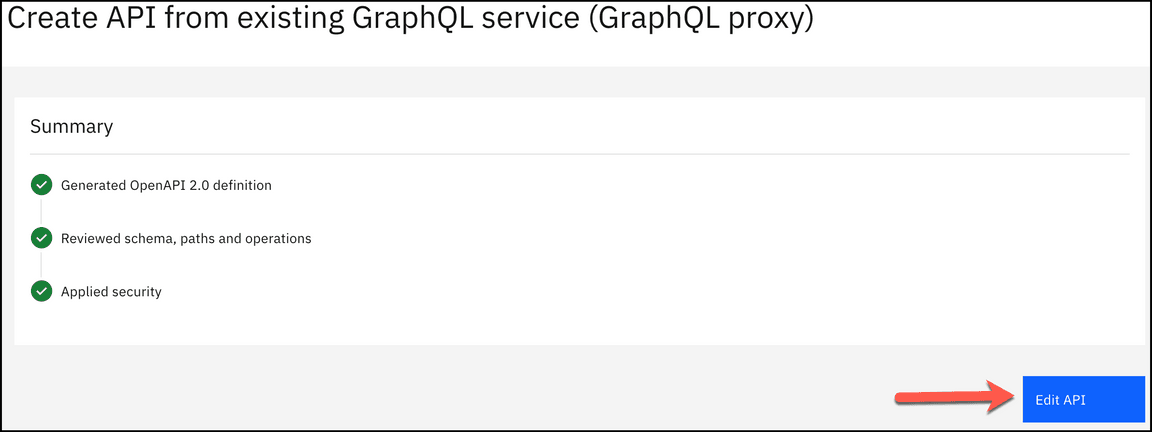 Create API from existing GraphQL service (GraphQL proxy)
Summary
Generated OpenAPI 2.0 definition
Reviewed schema, paths and operations
Applied security
Edit API